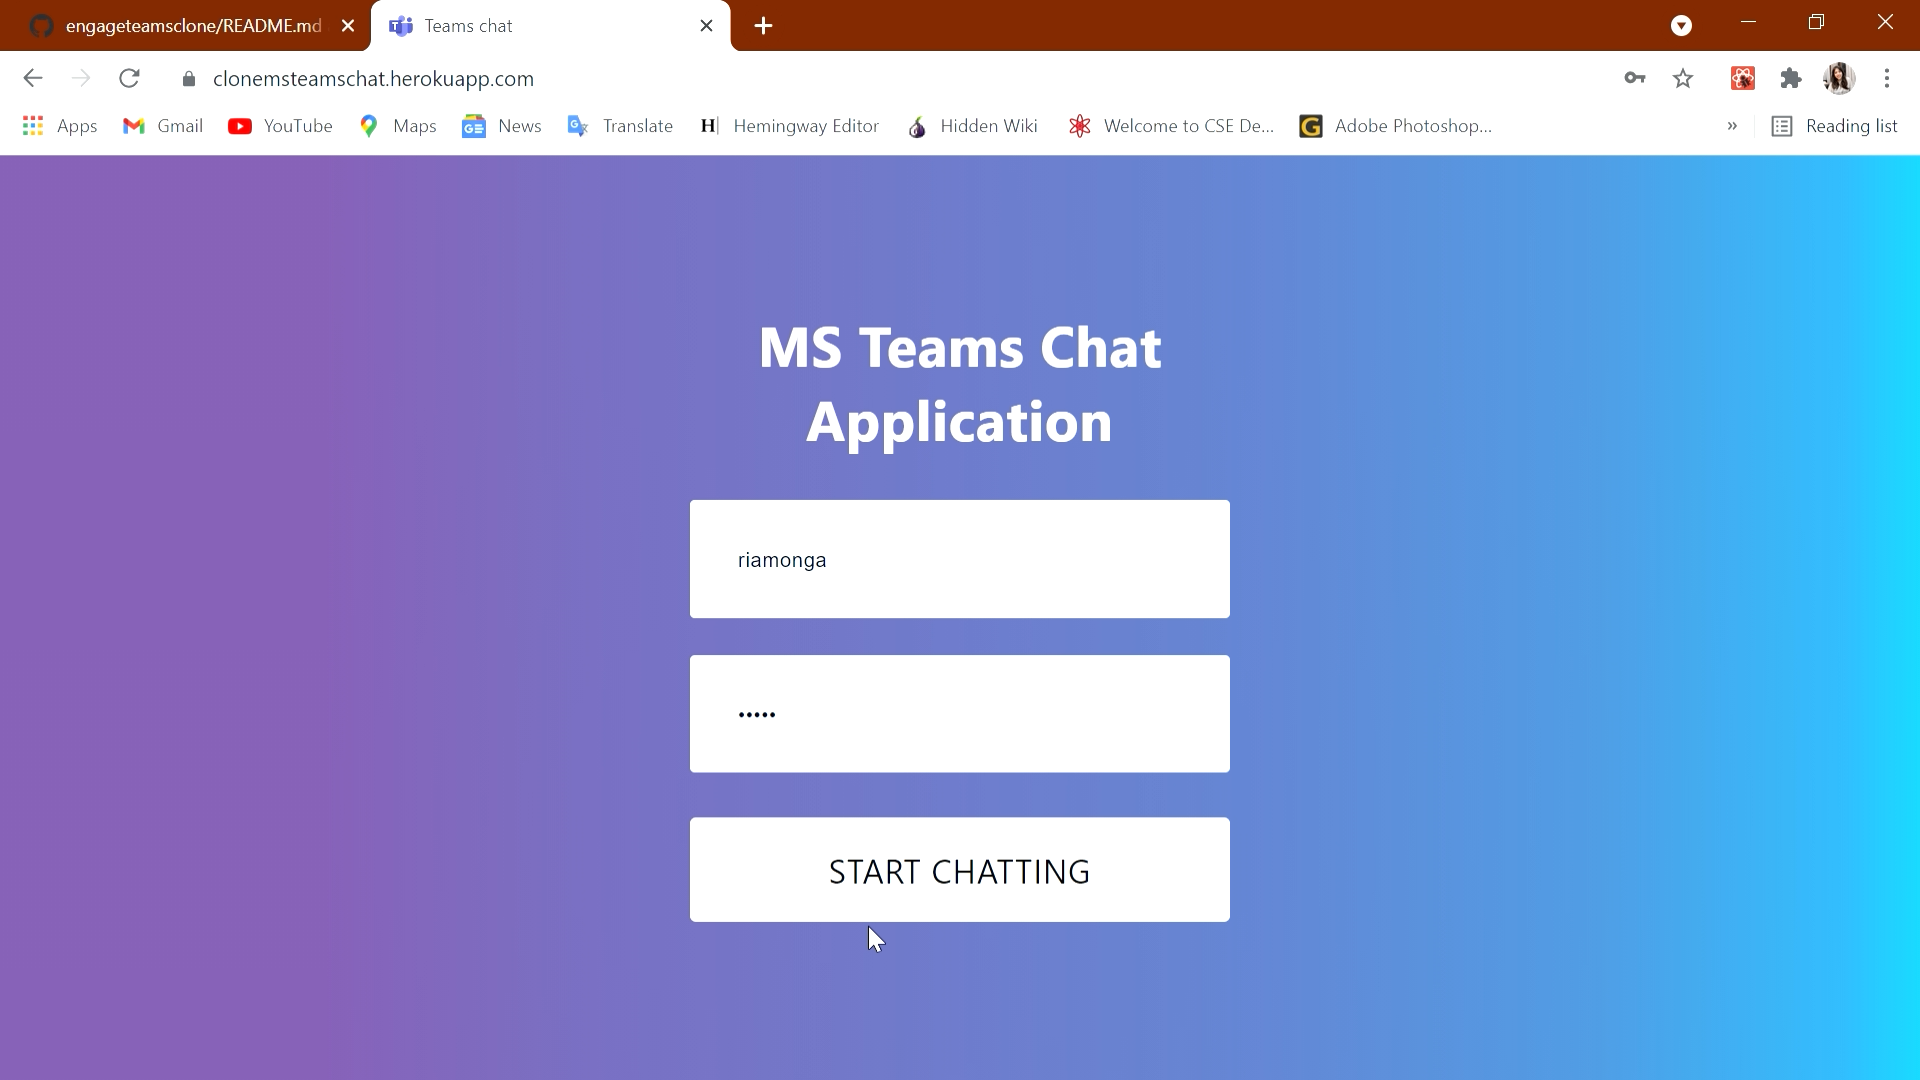 engageteamsclone/README.md
Teams chat
clonemsteamschat.herokuapp.com
Apps Gmail YouTube Maps News Translate Hemingway Editor Hidden Wiki Welcome to CSE De... Adobe Photoshop... » Reading list
MS Teams Chat
Application
riamonga
•••••
START CHATTING